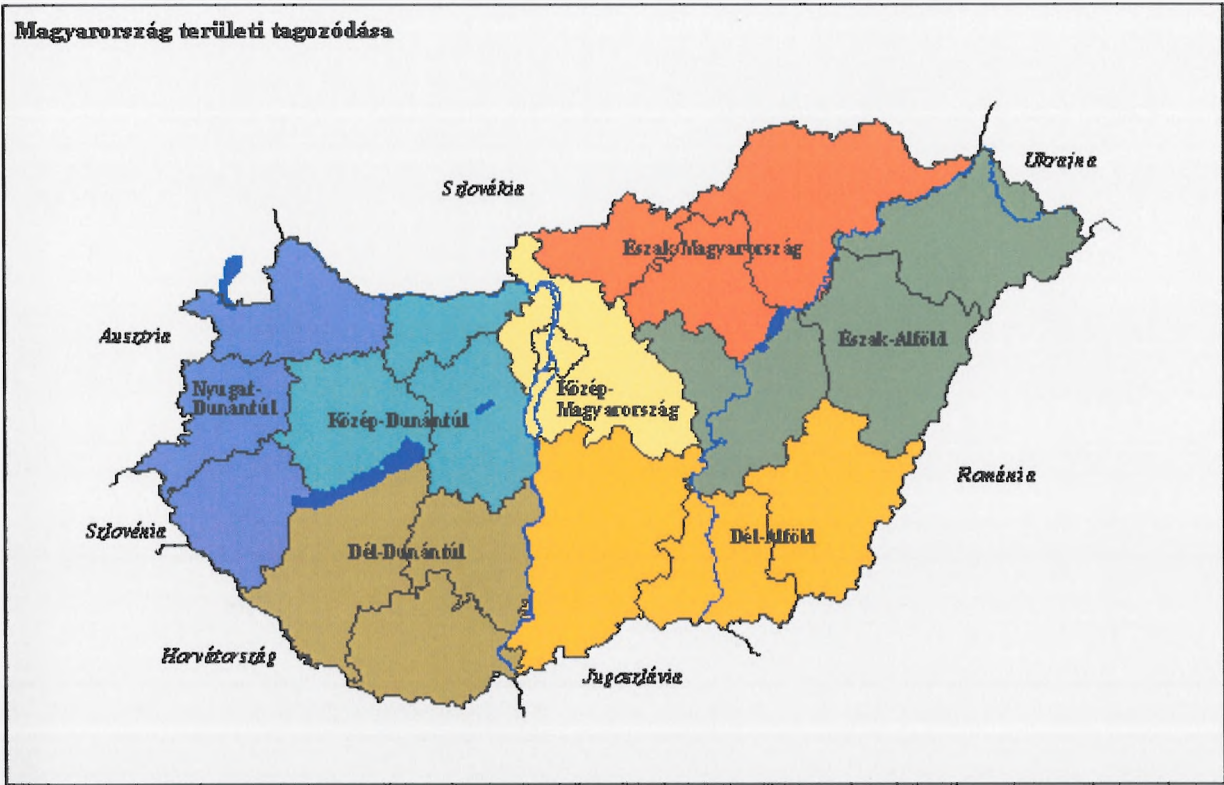 Magyarország területi tagozódása
Szlovákia
Ukrajna
Észak-Magyarország
Ausztria
Észak-Alföld
Nyugat-
Dunántúl
Közép-Dunántúl
Közép-
Magyarország
Románia
Szlovénia
Dél-Dunántúl
Dél-Alföld
Horvátország
Jugoszlávia